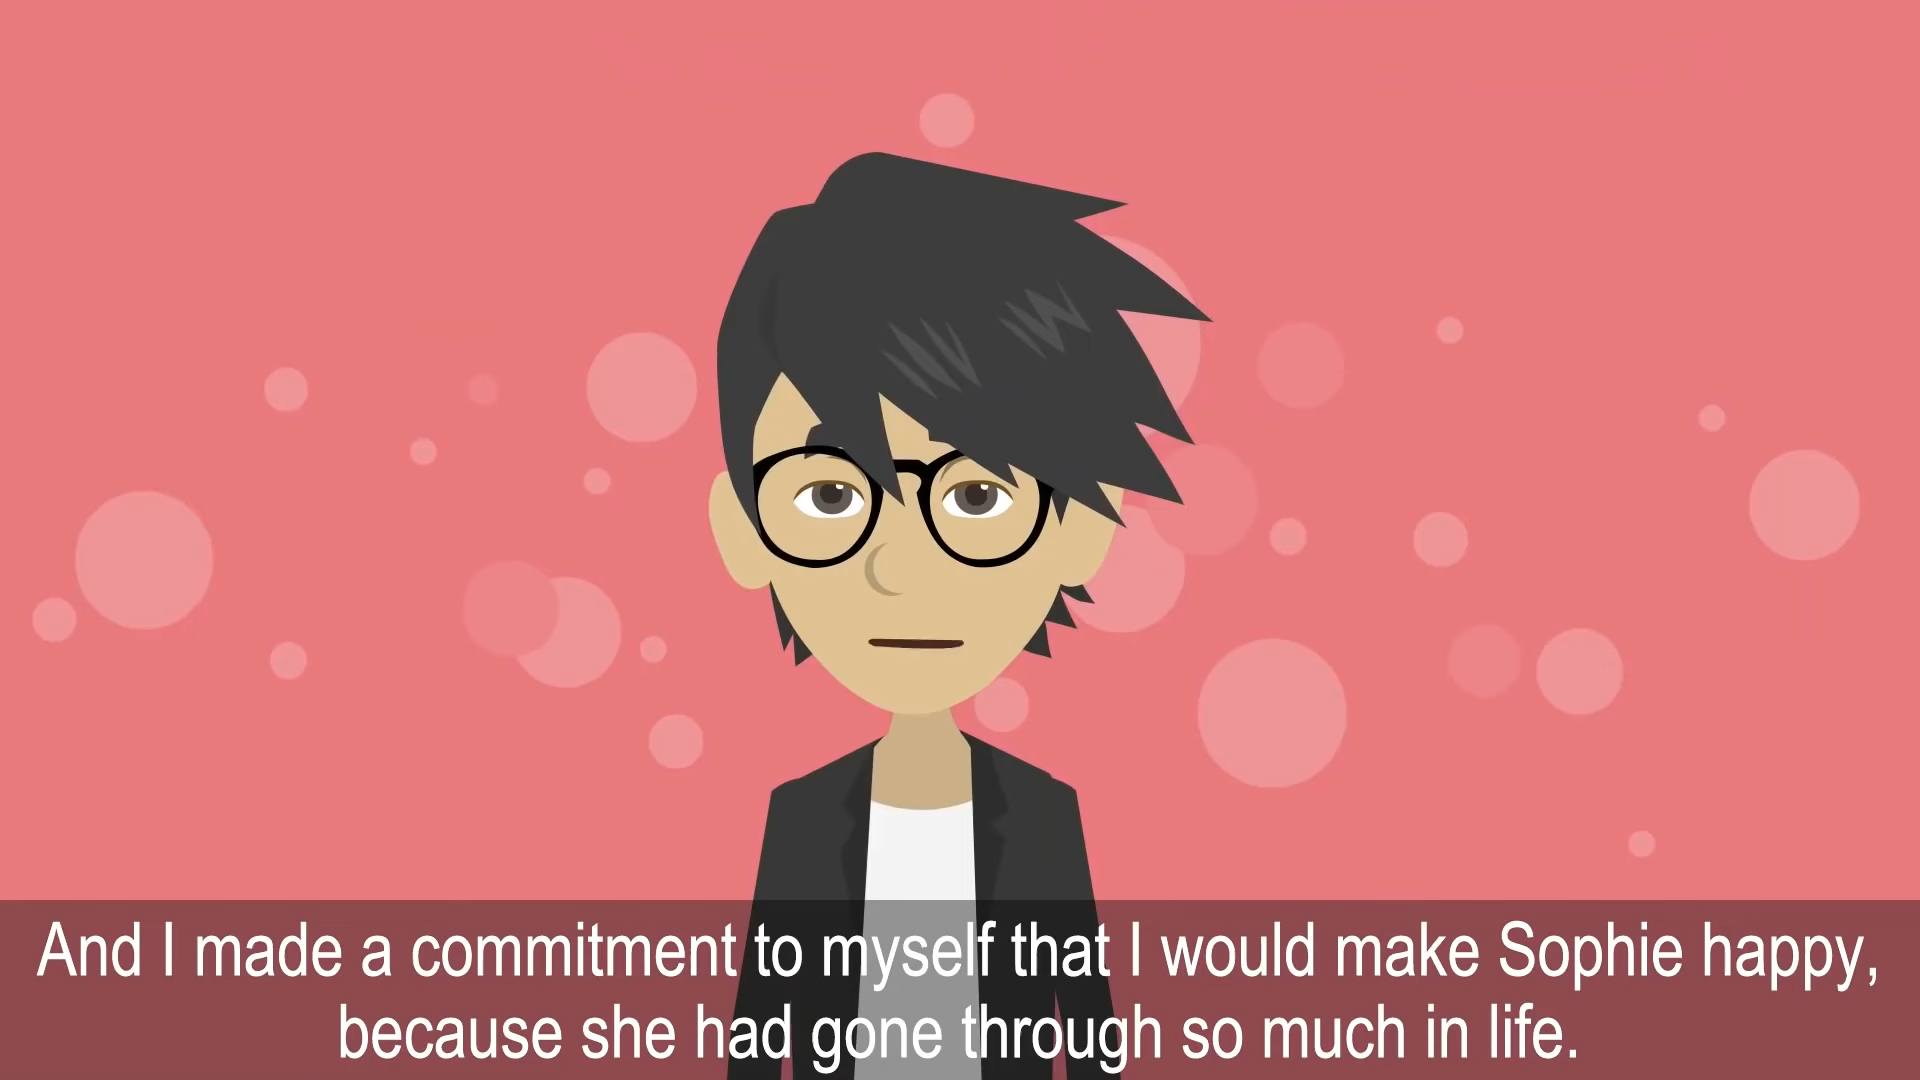 And I made a commitment to myself that I would make Sophie happy,
because she had gone through so much in life.